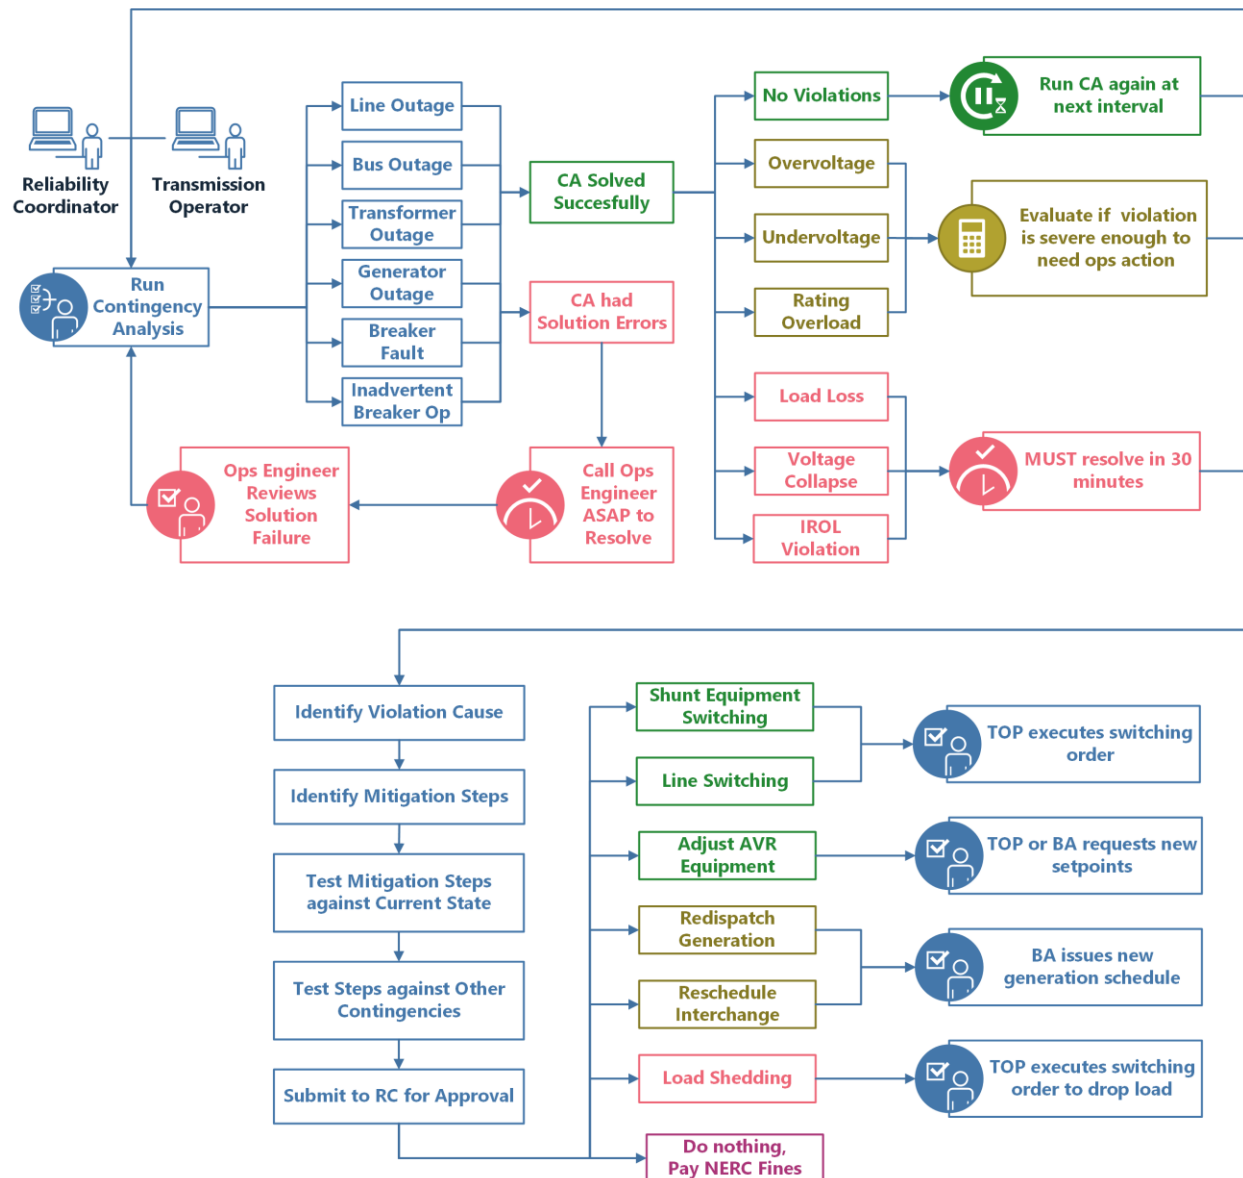 Reliability
Coordinator
Transmission
Operator
Run
Contingency
Analysis
Line Outage
Bus Outage
Transformer
Outage
Generator
Outage
Breaker
Fault
Inadvertent
Breaker Op
CA Solved
Succesfully
CA had
Solution Errors
Call Ops
Engineer
ASAP to
Resolve
Ops Engineer
Reviews
Solution
Failure
No Violations
Overvoltage
Undervoltage
Rating
Overload
Load Loss
Voltage
Collapse
IROL
Violation
Run CA again at
next interval
Evaluate if violation
is severe enough to
need ops action
MUST resolve in 30
minutes
Identify Violation Cause
Identify Mitigation Steps
Test Mitigation Steps
against Current State
Test Steps against Other
Contingencies
Submit to RC for Approval
Shunt Equipment
Switching
Line Switching
Adjust AVR
Equipment
Redispatch
Generation
Reschedule
Interchange
Load Shedding
Do nothing,
Pay NERC Fines
TOP executes switching
order
TOP or BA requests new
setpoints
BA issues new
generation schedule
TOP executes switching
order to drop load